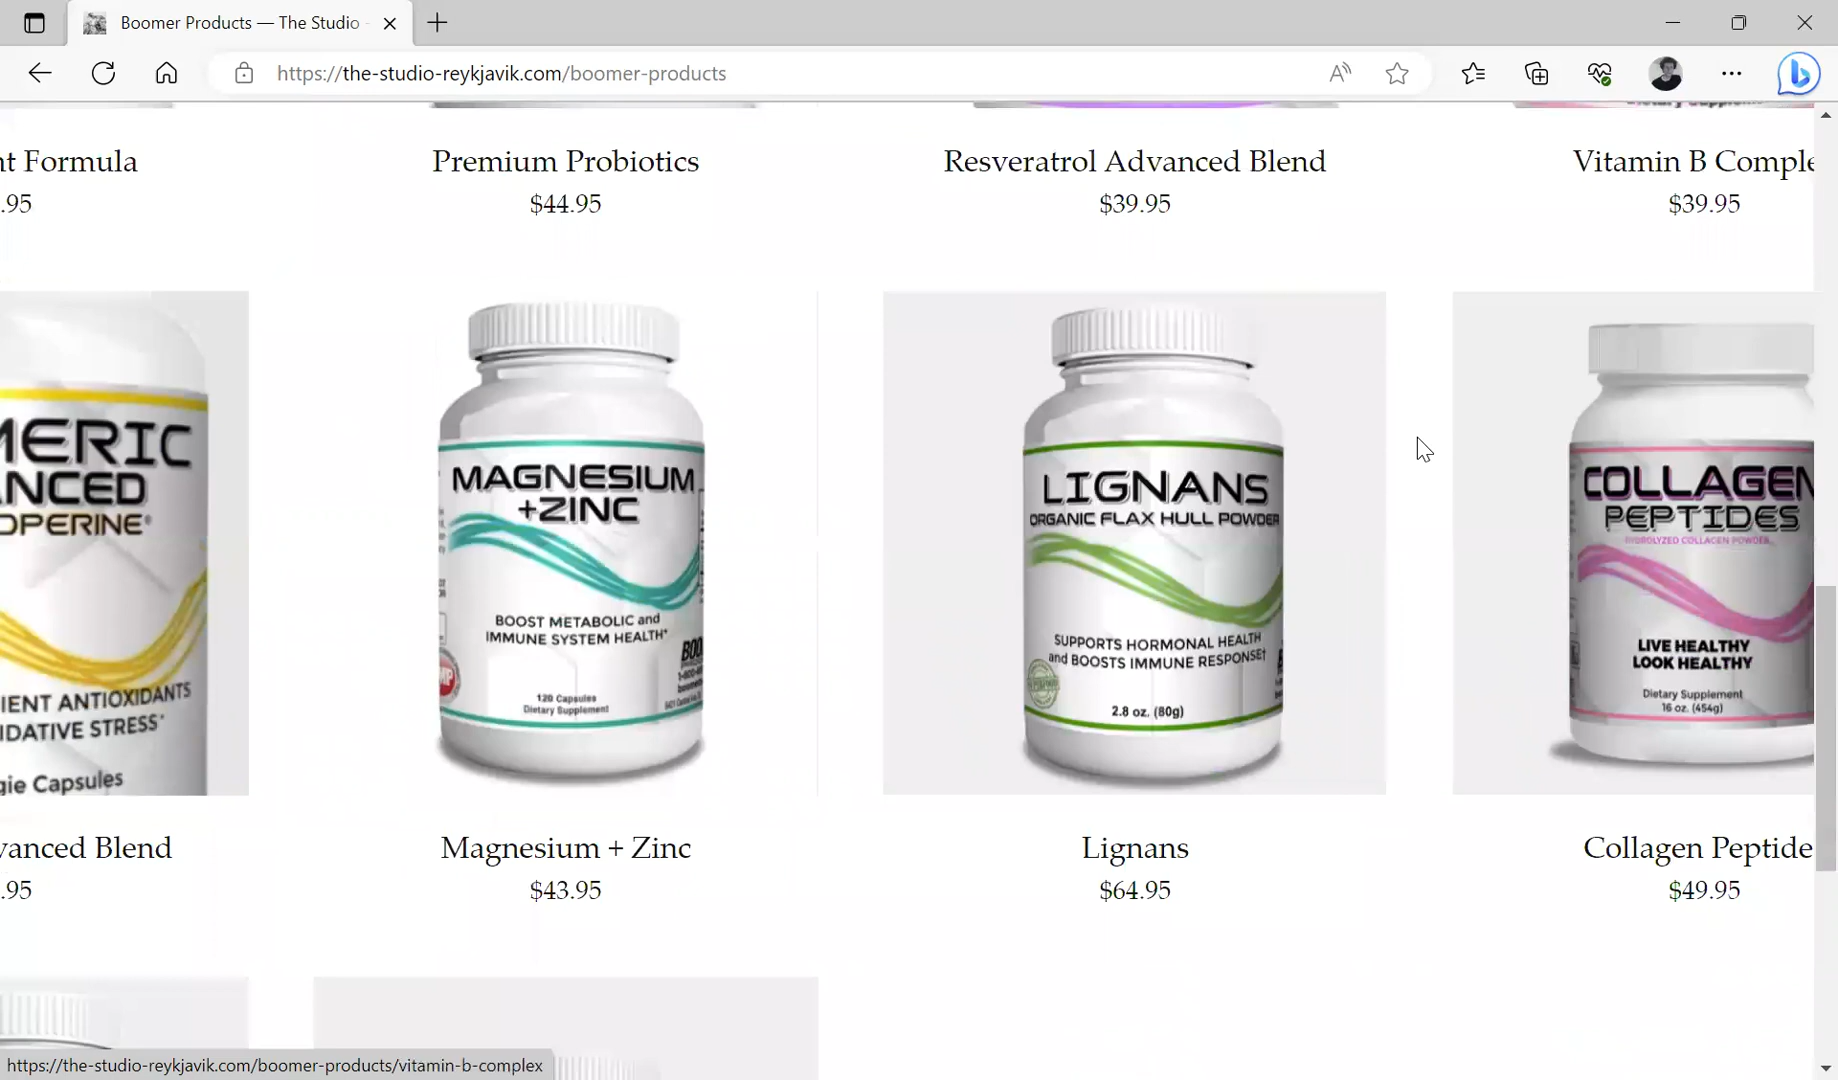 Boomer Products — The Studio
https://the-studio-reykjavik.com/boomer-products
Dietary Supple
nt Formula
.95
Premium Probiotics
$44.95
Resveratrol Advanced Blend
$39.95
Vitamin B Comple
$39.95
MERIC
ANCED
OPERINE®
IENT ANTIOXIDANTS
IDATIVE STRESS*
gie Capsules
MAGNESIUM
+ZINC
BOOST METABOLIC and
IMMUNE SYSTEM HEALTH*
BOO
120 Capsules
Dietary Supplement
LIGNANS
ORGANIC FLAX HULL POWDER
SUPPORTS HORMONAL HEALTH
and BOOSTS IMMUNE RESPONSE†
2.8 oz. (80g)
COLLAGEN
PEPTIDES
HYDROLYZED COLLAGEN POWDER
LIVE HEALTHY
LOOK HEALTHY
Dietary Supplement
16 oz. (454g)
vanced Blend
.95
Magnesium + Zinc
$43.95
Lignans
$64.95
Collagen Peptide
$49.95
https://the-studio-reykjavik.com/boomer-products/vitamin-b-complex